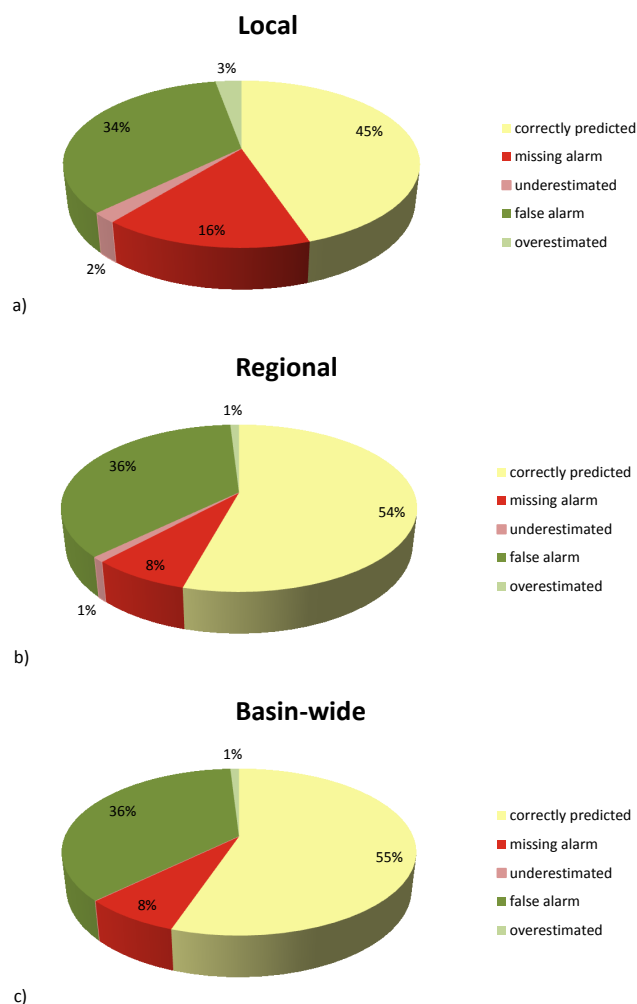 Local
3%
34%
45%
16%
2%
correctly predicted
missing alarm
underestimated
false alarm
overestimated
a)
Regional
1%
36%
54%
8%
1%
correctly predicted
missing alarm
underestimated
false alarm
overestimated
b)
Basin-wide
1%
36%
55%
8%
correctly predicted
missing alarm
underestimated
false alarm
overestimated
c)